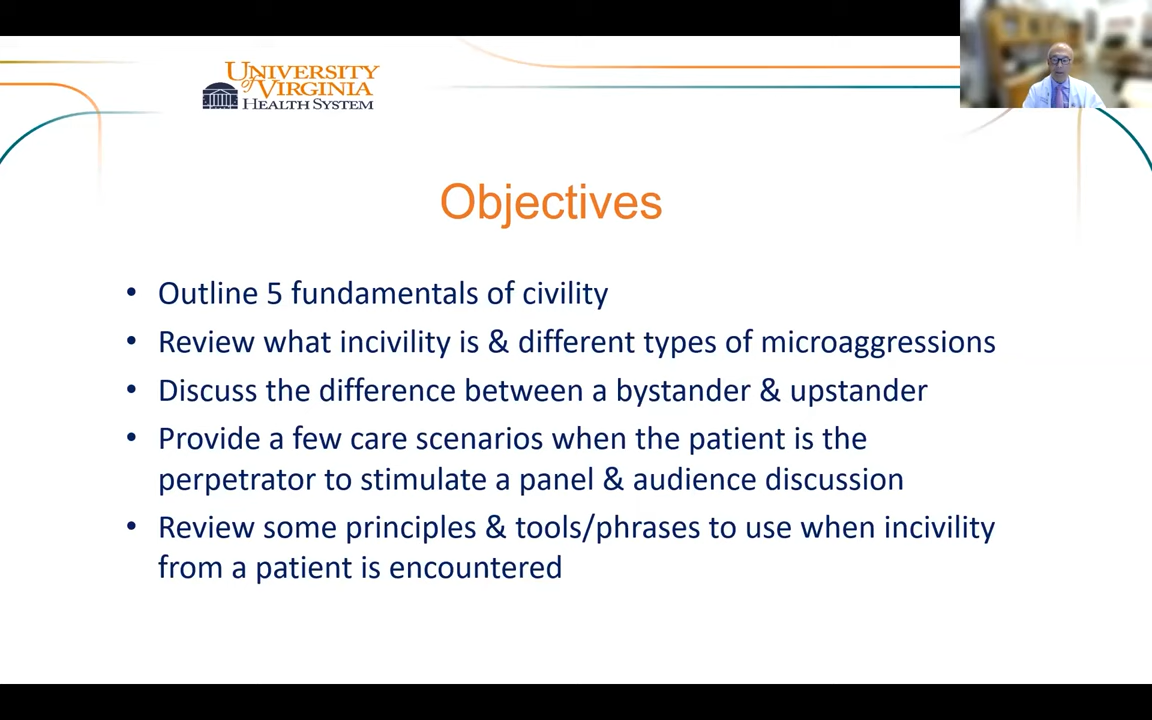 UNIVERSITY
of VIRGINIA
HEALTH SYSTEM
Objectives
• Outline 5 fundamentals of civility
• Review what incivility is & different types of microaggressions
• Discuss the difference between a bystander & upstander
• Provide a few care scenarios when the patient is the
perpetrator to stimulate a panel & audience discussion
• Review some principles & tools/phrases to use when incivility
from a patient is encountered